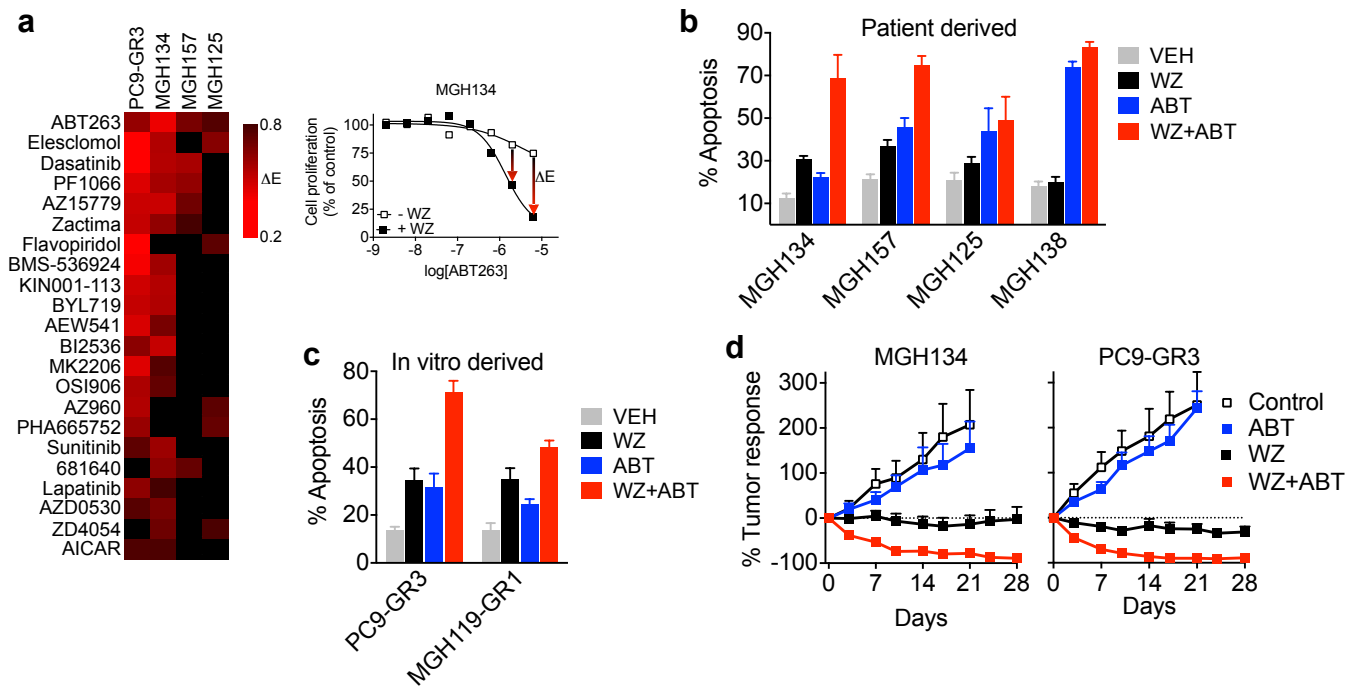 a
PC9-GR3
MGH134
MGH157
MGH125
ABT263
Elesclomol
Dasatinib
PF1066
AZ15779
Zactima
Flavopiridol
BMS-536924
KIN001-113
BYL719
AEW541
BI2536
MK2206
OSI906
AZ960
PHA665752
Sunitinib
681640
Lapatinib
AZD0530
ZD4054
AICAR
0.8
ΔE
0.2
MGH134
Cell proliferation
(% of control)
100
75
50
25
0
ΔE
- WZ
+ WZ
-9 -8 -7 -6 -5
log[ABT263]
b
Patient derived
% Apoptosis
90
70
50
30
10
MGH134
MGH157
MGH125
MGH138
VEH
WZ
ABT
WZ+ABT
c
In vitro derived
% Apoptosis
80
60
40
20
0
PC9-GR3
MGH119-GR1
VEH
WZ
ABT
WZ+ABT
d
MGH134
PC9-GR3
% Tumor response
300
200
100
0
-100
0 7 14 21 28
Days
0 7 14 21 28
Days
Control
ABT
WZ
WZ+ABT